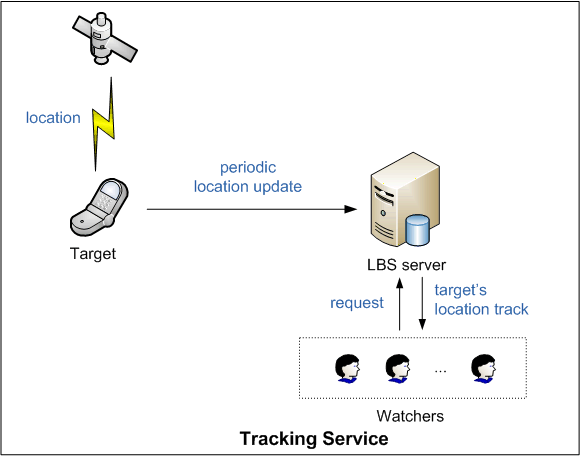 location
periodic
location update
Target
LBS server
request
target's
location track
...
Watchers
Tracking Service